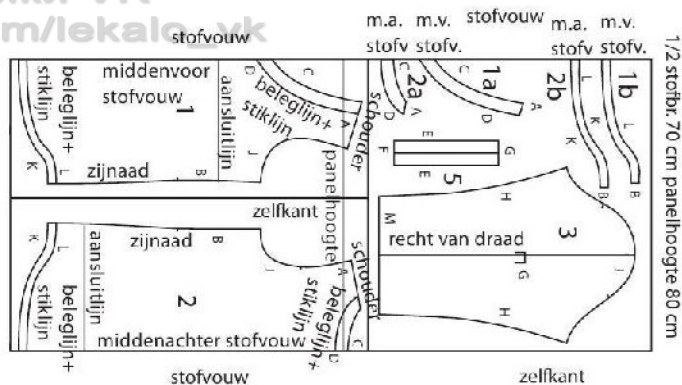 m/lekalo_vk
stofvouw
m.a. m.v. stofvouw m.a. m.v.
stofv stofv. stofv stofv.
1/2 stofbr. 70 cm panelhoogte 80 cm
beleglijn+
stiklijn
middenvoor
stofvouw
1
aansluitlijn
beleglijn+
stiklijn
schouder
panelhoogte
zijnaad
K
L
B
J
A
D
C
2a
C
D
A
1a
C
D
A
2b
L
K
B
1b
L
B
E
F
G
E
5
H
M
recht van draad
3
G
J
H
zelfkant
zijnaad
B
J
K
L
aansluitlijn
beleglijn+
stiklijn
2
middenachter stofvouw
schouder
A
beleglijn+
stiklijn
D
C
stofvouw
zelfkant